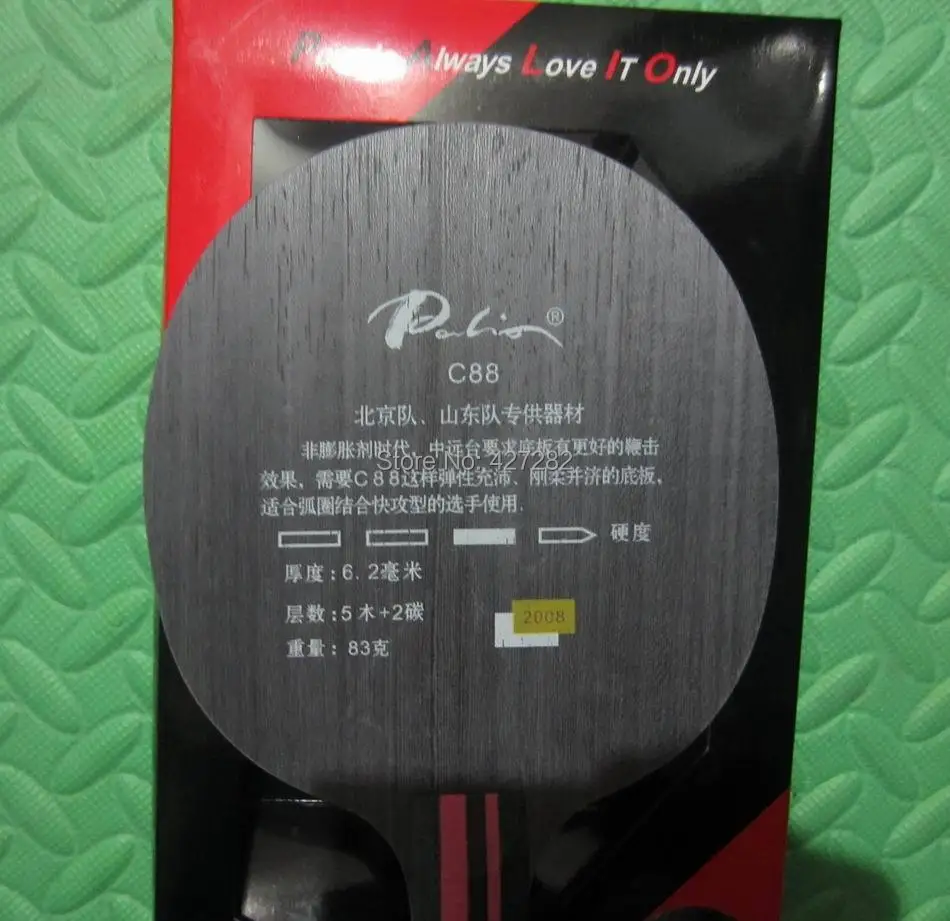 Always Love IT Only
Palio®
C88
北京队、山东队专供器材
非膨胀剂时代，中远台要求底板有更好的鞭击
Store No: 427282
效果，需要C88这样弹性充沛、刚柔并济的底板，
适合弧圈结合快攻型的选手使用.
硬度
厚度:6.2毫米
层数:5木+2碳
2008
重量:83克